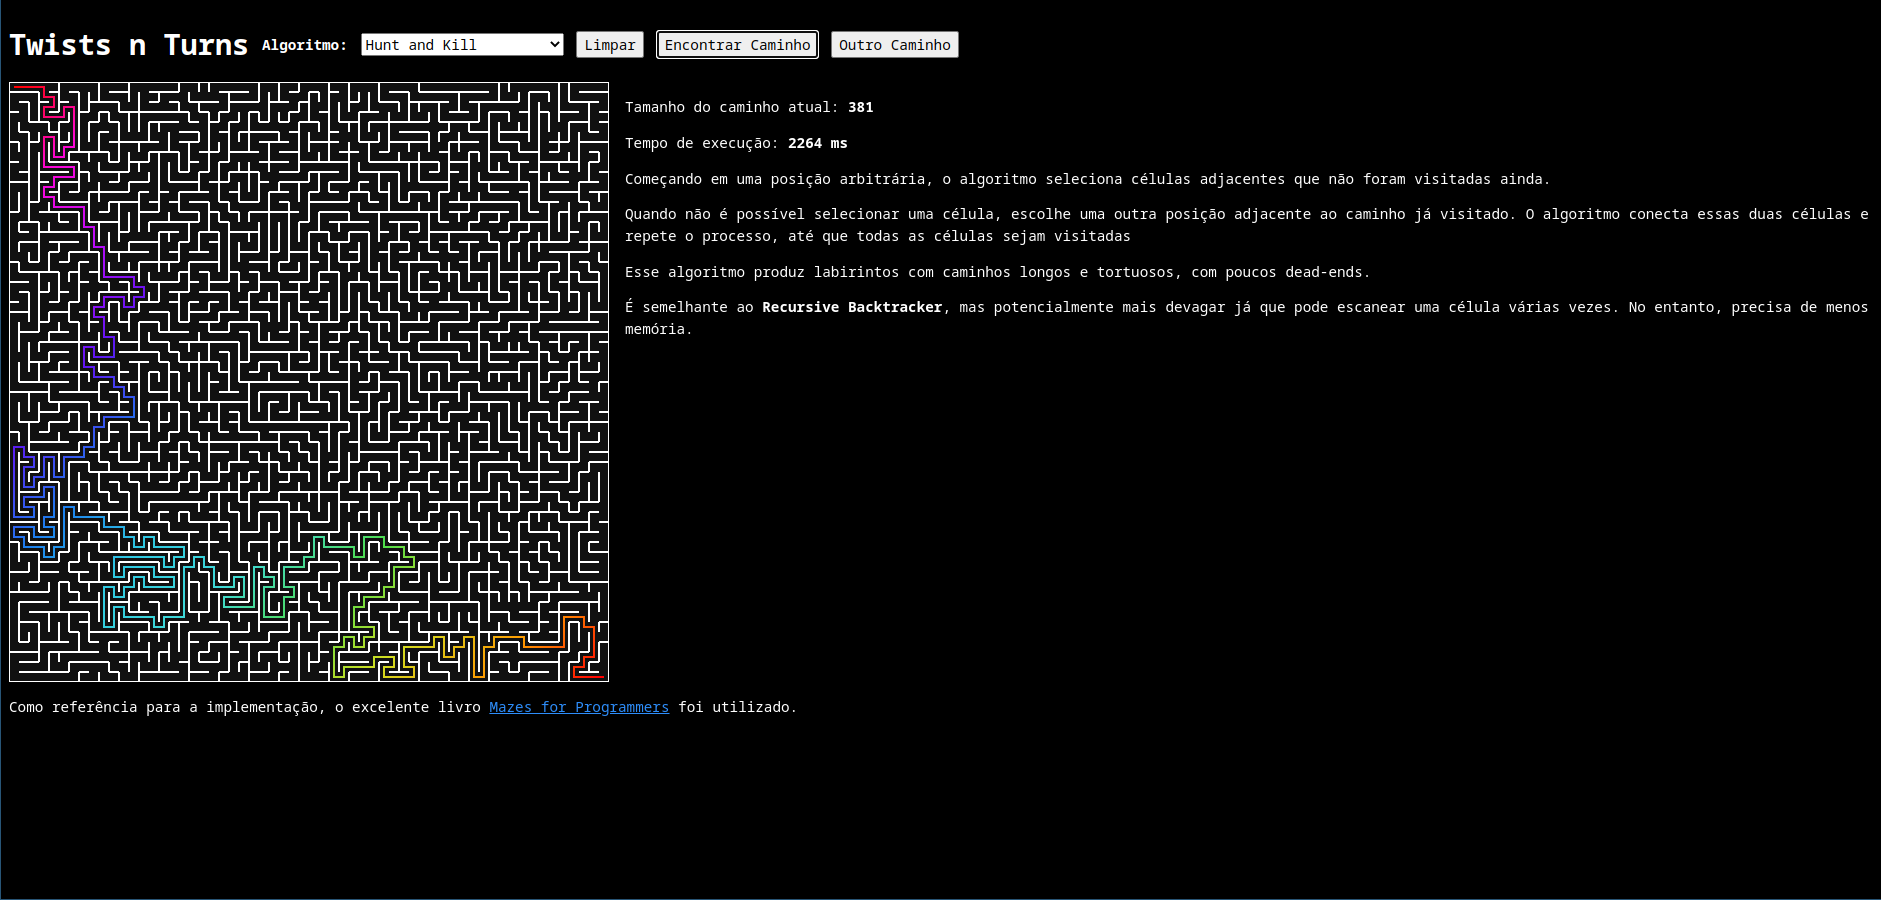 Twists n Turns Algoritmo: Hunt and Kill Limpar Encontrar Caminho Outro Caminho
Tamanho do caminho atual: 381
Tempo de execução: 2264 ms
Começando em uma posição arbitrária, o algoritmo seleciona células adjacentes que não foram visitadas ainda.
Quando não é possível selecionar uma célula, escolhe uma outra posição adjacente ao caminho já visitado. O algoritmo conecta essas duas células e
repete o processo, até que todas as células sejam visitadas
Esse algoritmo produz labirintos com caminhos longos e tortuosos, com poucos dead-ends.
É semelhante ao Recursive Backtracker, mas potencialmente mais devagar já que pode escanear uma célula várias vezes. No entanto, precisa de menos
memória.
Como referência para a implementação, o excelente livro Mazes for Programmers foi utilizado.